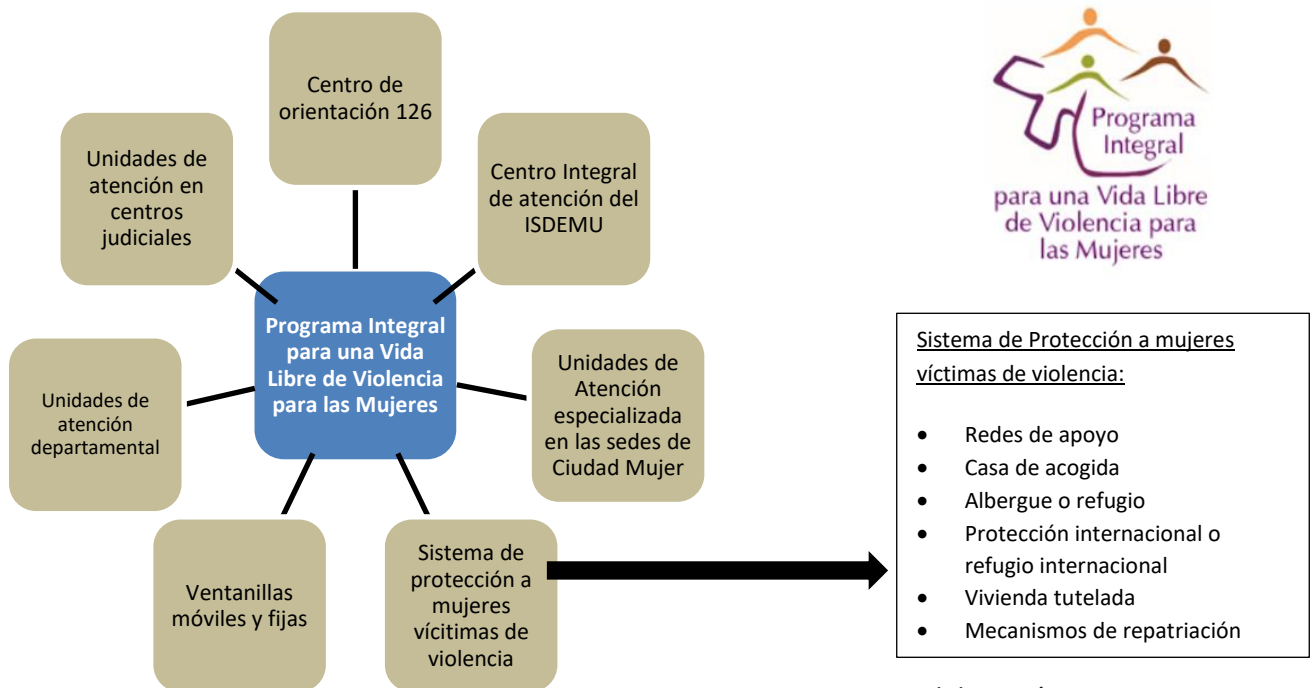 Centro de
orientación 126
Unidades de
atención en
centros
judiciales
Centro Integral
de atención del
ISDEMU
Programa Integral
para una Vida
Libre de Violencia
para las Mujeres
Unidades de
atención
departamental
Unidades de
Atención
especializada
en las sedes de
Ciudad Mujer
Ventanillas
móviles y fijas
Sistema de
protección a
mujeres
vícitimas de
violencia
Programa
Integral
para una Vida Libre
de Violencia para
las Mujeres
Sistema de Protección a mujeres
víctimas de violencia:
• Redes de apoyo
• Casa de acogida
• Albergue o refugio
• Protección internacional o
refugio internacional
• Vivienda tutelada
• Mecanismos de repatriación